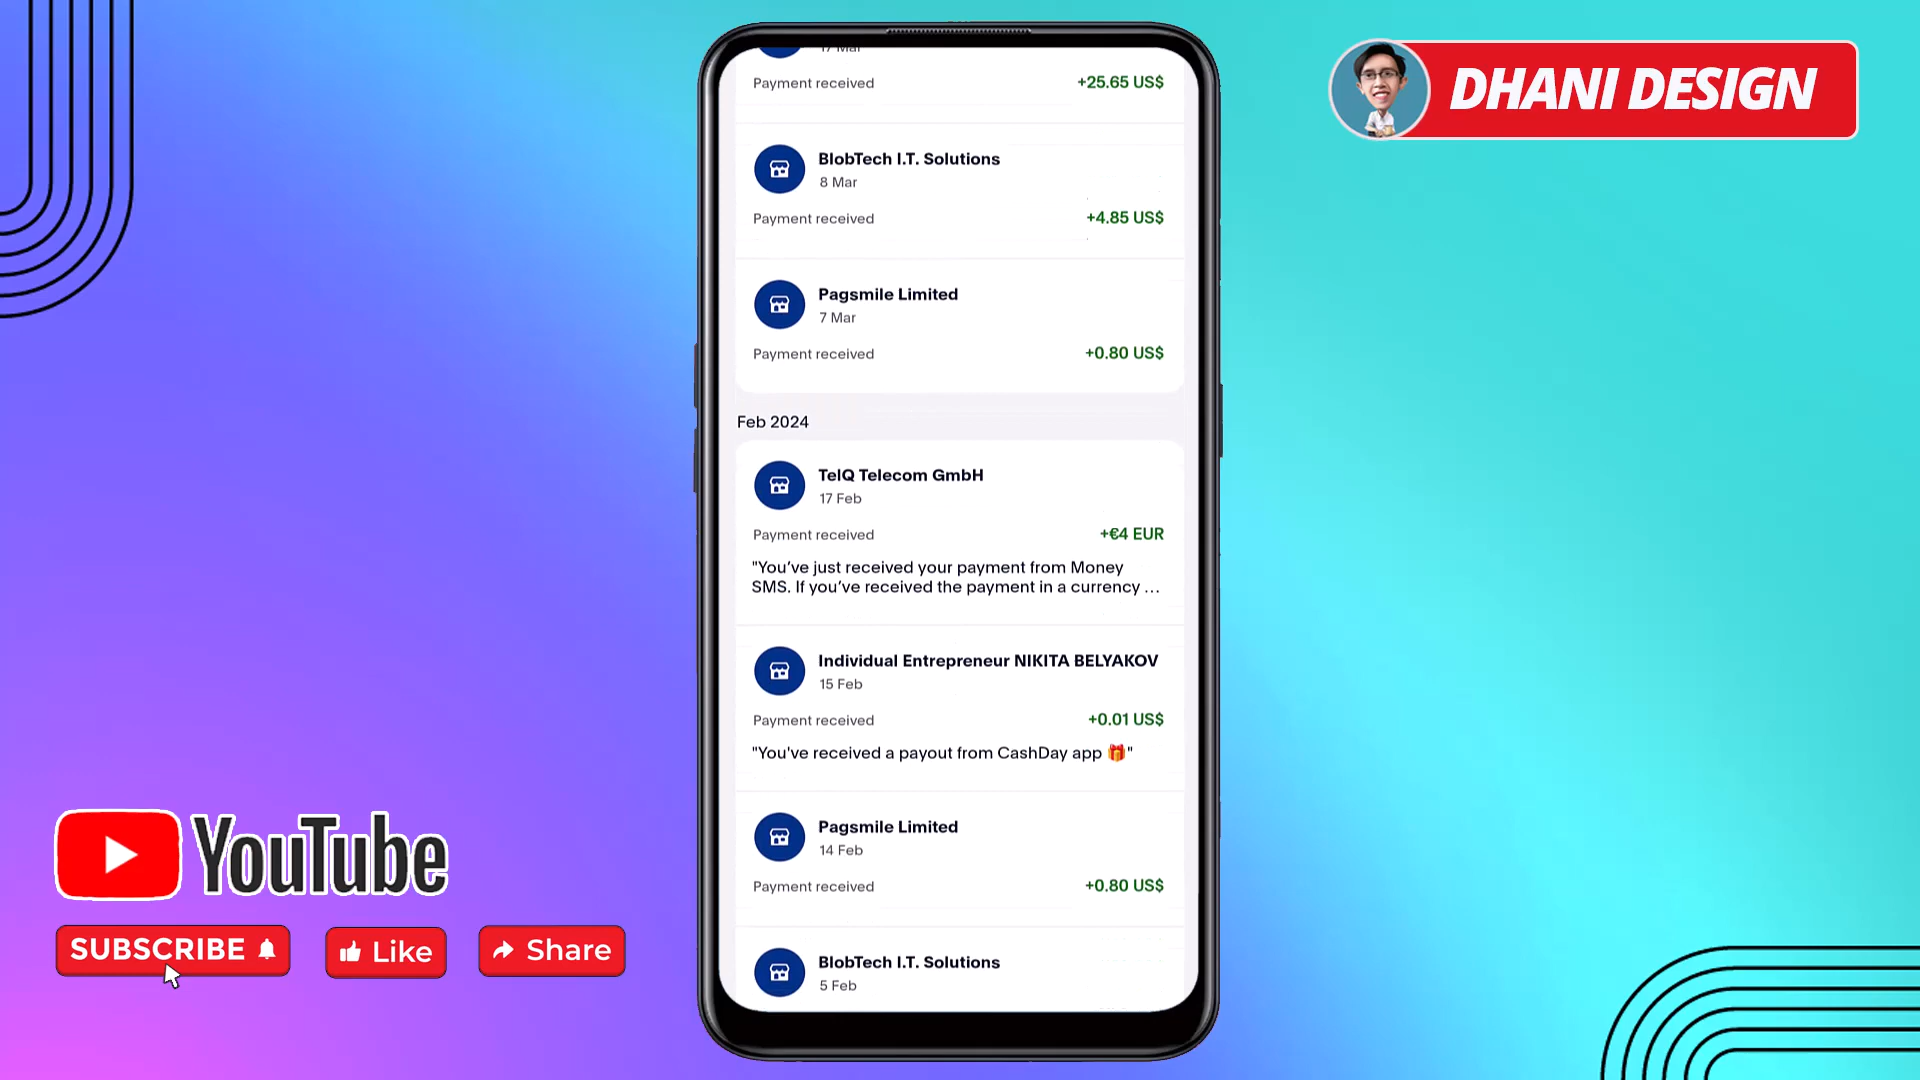 17 Mar
Payment received +25.65 US$
BlobTech I.T. Solutions
8 Mar
Payment received +4.85 US$
Pagsmile Limited
7 Mar
Payment received +0.80 US$
Feb 2024
TelQ Telecom GmbH
17 Feb
Payment received +€4 EUR
"You’ve just received your payment from Money
SMS. If you’ve received the payment in a currency ...
Individual Entrepreneur NIKITA BELYAKOV
15 Feb
Payment received +0.01 US$
"You've received a payout from CashDay app 🎁"
Pagsmile Limited
14 Feb
Payment received +0.80 US$
BlobTech I.T. Solutions
5 Feb
DHANI DESIGN
YouTube
SUBSCRIBE
Like
Share